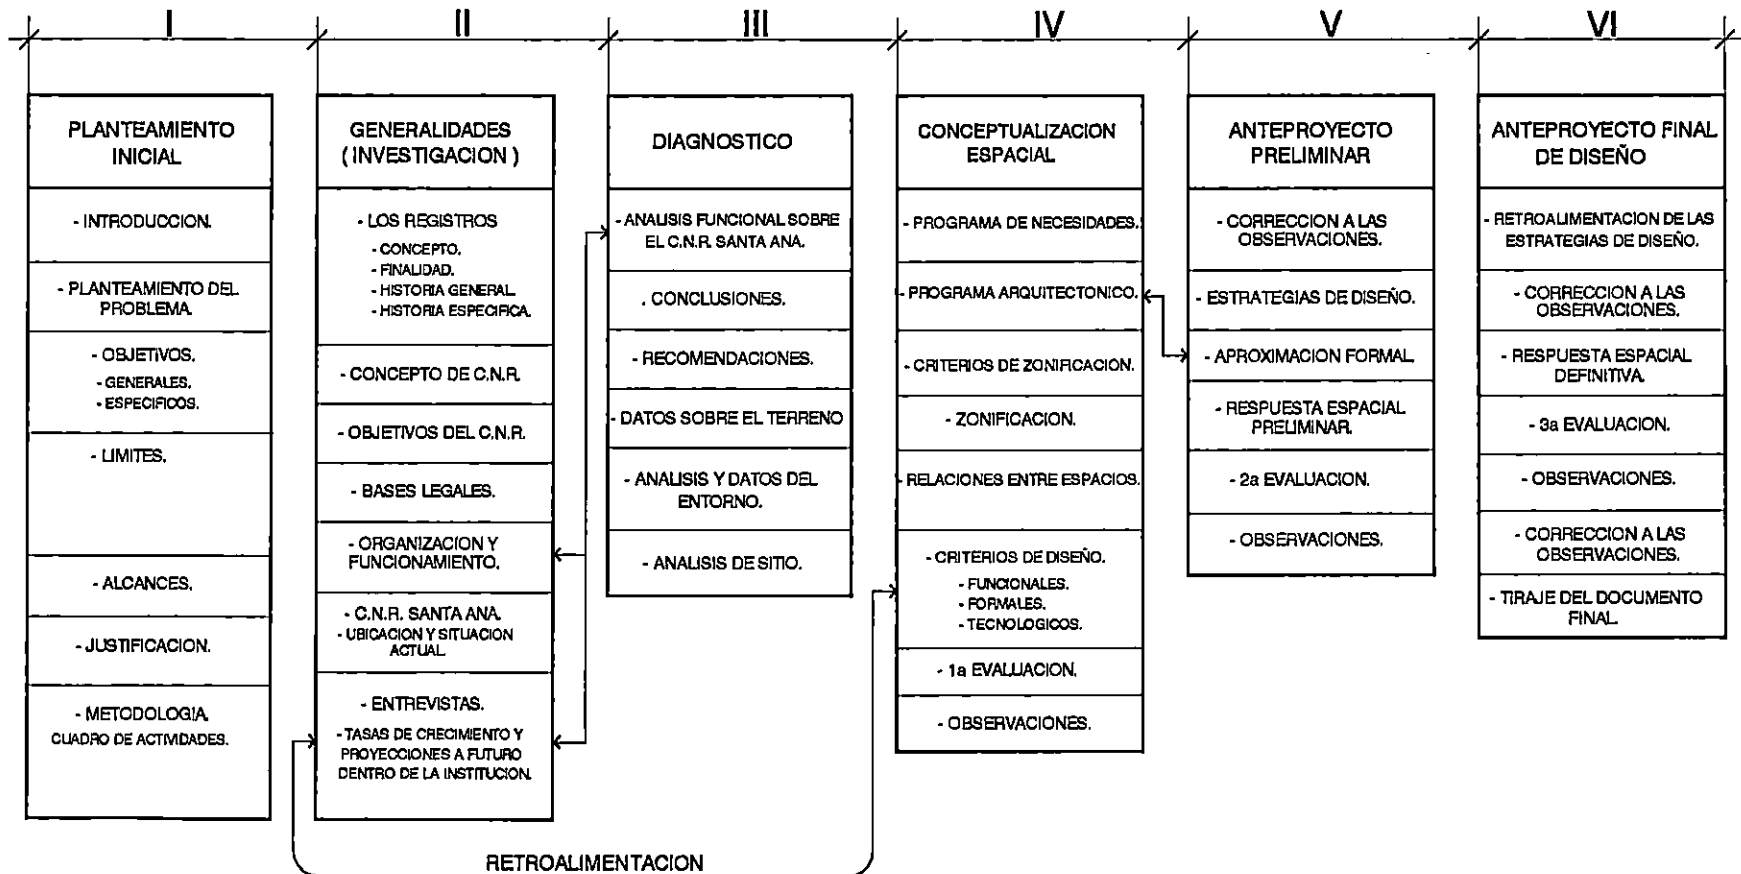 I
II
III
IV
V
VI
PLANTEAMIENTO
INICIAL
- INTRODUCCION.
- PLANTEAMIENTO DEL
PROBLEMA.
- OBJETIVOS.
- GENERALES.
- ESPECIFICOS.
- LIMITES.
- ALCANCES.
- JUSTIFICACION.
- METODOLOGIA.
CUADRO DE ACTIVIDADES.
GENERALIDADES
( INVESTIGACION )
- LOS REGISTROS
- CONCEPTO.
- FINALIDAD.
- HISTORIA GENERAL
- HISTORIA ESPECIFICA.
- CONCEPTO DE C.N.R.
- OBJETIVOS DEL C.N.R.
- BASES LEGALES.
- ORGANIZACION Y
FUNCIONAMIENTO.
- C.N.R. SANTA ANA.
- UBICACION Y SITUACION
ACTUAL
- ENTREVISTAS.
- TASAS DE CRECIMIENTO Y
PROYECCIONES A FUTURO
DENTRO DE LA INSTITUCION.
DIAGNOSTICO
- ANALISIS FUNCIONAL SOBRE
EL C.N.R. SANTA ANA.
. CONCLUSIONES.
- RECOMENDACIONES.
- DATOS SOBRE EL TERRENO
- ANALISIS Y DATOS DEL
ENTORNO.
- ANALISIS DE SITIO.
CONCEPTUALIZACION
ESPACIAL
- PROGRAMA DE NECESIDADES.
- PROGRAMA ARQUITECTONICO.
- CRITERIOS DE ZONIFICACION.
- ZONIFICACION.
- RELACIONES ENTRE ESPACIOS.
- CRITERIOS DE DISEÑO.
- FUNCIONALES.
- FORMALES.
- TECNOLOGICOS.
- 1a EVALUACION.
- OBSERVACIONES.
ANTEPROYECTO
PRELIMINAR
- CORRECCION A LAS
OBSERVACIONES.
- ESTRATEGIAS DE DISEÑO.
- APROXIMACION FORMAL
- RESPUESTA ESPACIAL
PRELIMINAR.
- 2a EVALUACION.
- OBSERVACIONES.
ANTEPROYECTO FINAL
DE DISEÑO
- RETROALIMENTACION DE LAS
ESTRATEGIAS DE DISEÑO.
- CORRECCION A LAS
OBSERVACIONES.
- RESPUESTA ESPACIAL
DEFINITIVA.
- 3a EVALUACION.
- OBSERVACIONES.
- CORRECCION A LAS
OBSERVACIONES.
- TIRAJE DEL DOCUMENTO
FINAL.
RETROALIMENTACION